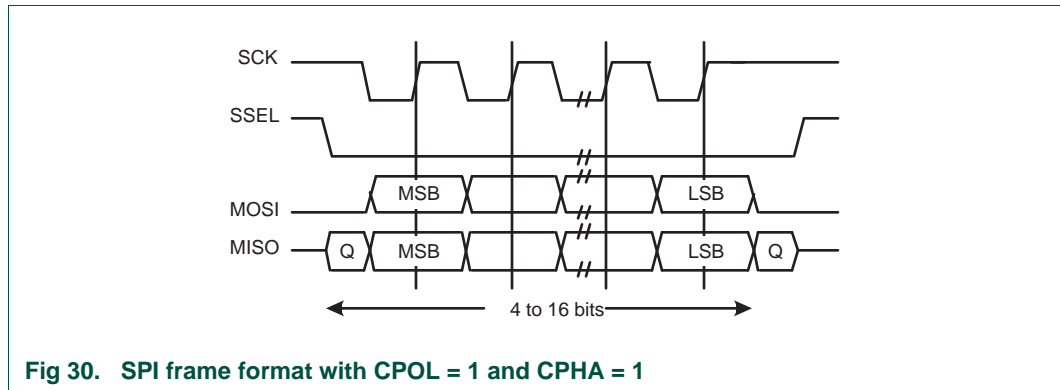 SCK
SSEL
MOSI MSB LSB
MISO Q MSB LSB Q
4 to 16 bits
Fig 30. SPI frame format with CPOL = 1 and CPHA = 1